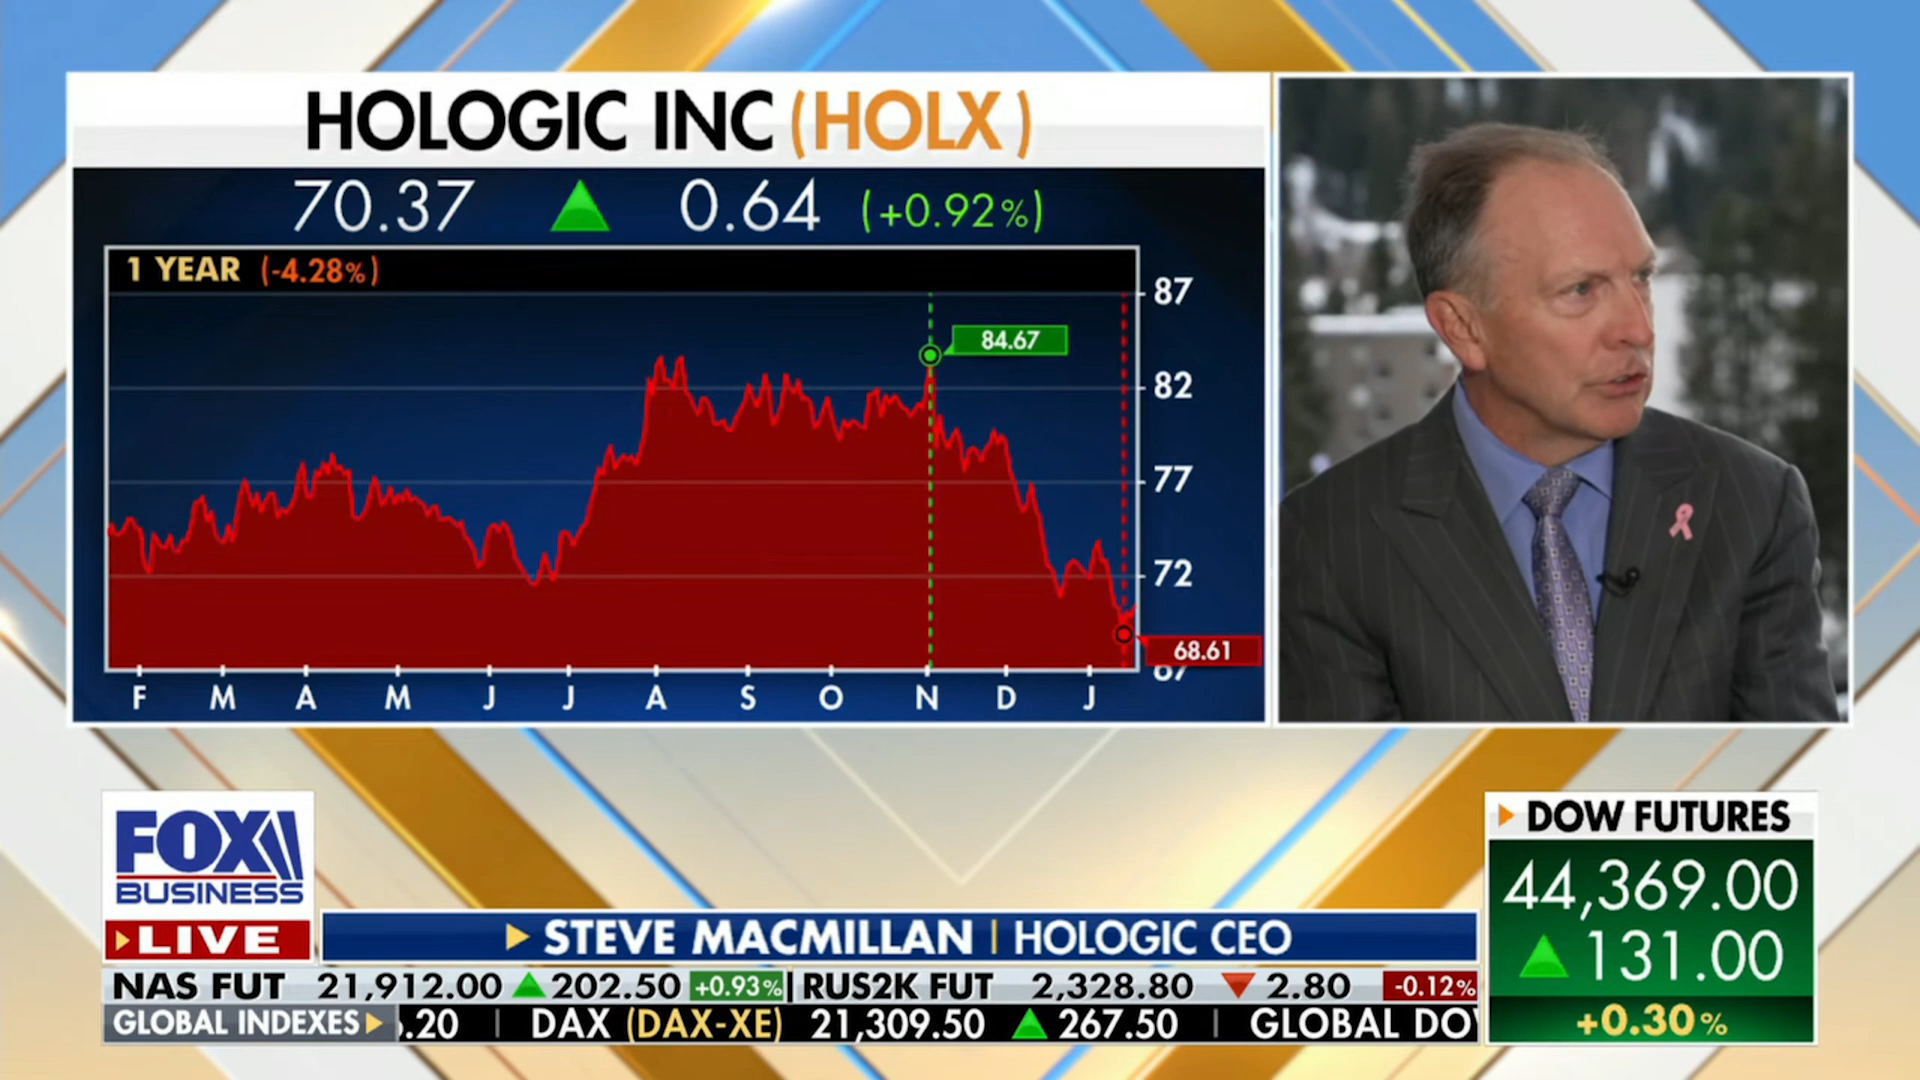 HOLOGIC INC (HOLX)
70.37 ▲ 0.64 (+0.92%)
1 YEAR (-4.28%)
87
84.67
82
77
72
68.61
67
F M A M J J A S O N D J
FOX BUSINESS
LIVE
STEVE MACMILLAN | HOLOGIC CEO
DOW FUTURES
44,369.00
▲ 131.00
+0.30%
NAS FUT 21,912.00 ▲ 202.50 +0.93% | RUS2K FUT 2,328.80 ▼ 2.80 -0.12%
GLOBAL INDEXES .20 | DAX (DAX-XE) 21,309.50 ▲ 267.50 | GLOBAL DO